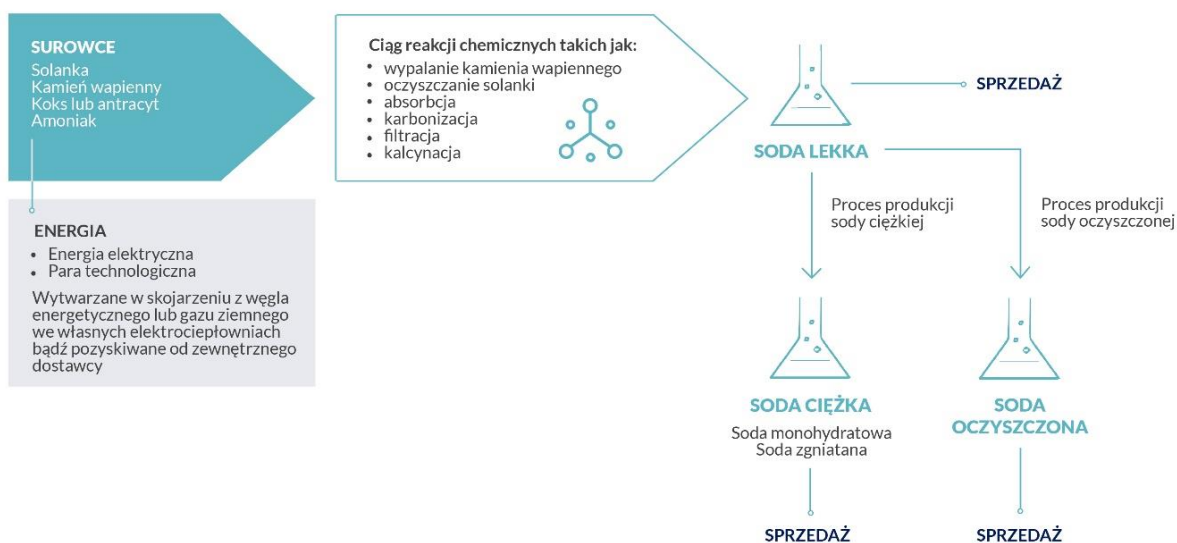 SUROWCE
Solanka
Kamień wapienny
Koks lub antracyt
Amoniak
ENERGIA
• Energia elektryczna
• Para technologiczna
Wytwarzane w skojarzeniu z węgla
energetycznego lub gazu ziemnego
we własnych elektrociepłowniach
bądź pozyskiwane od zewnętrznego
dostawcy
Ciąg reakcji chemicznych takich jak:
• wypalanie kamienia wapiennego
• oczyszczanie solanki
• absorbcja
• karbonizacja
• filtracja
• kalcynacja
SPRZEDAŻ
SODA LEKKA
Proces produkcji
sody ciężkiej
Proces produkcji
sody oczyszczonej
SODA CIĘŻKA
Soda monohydratowa
Soda zgniatana
SODA
OCZYSZCZONA
SPRZEDAŻ
SPRZEDAŻ